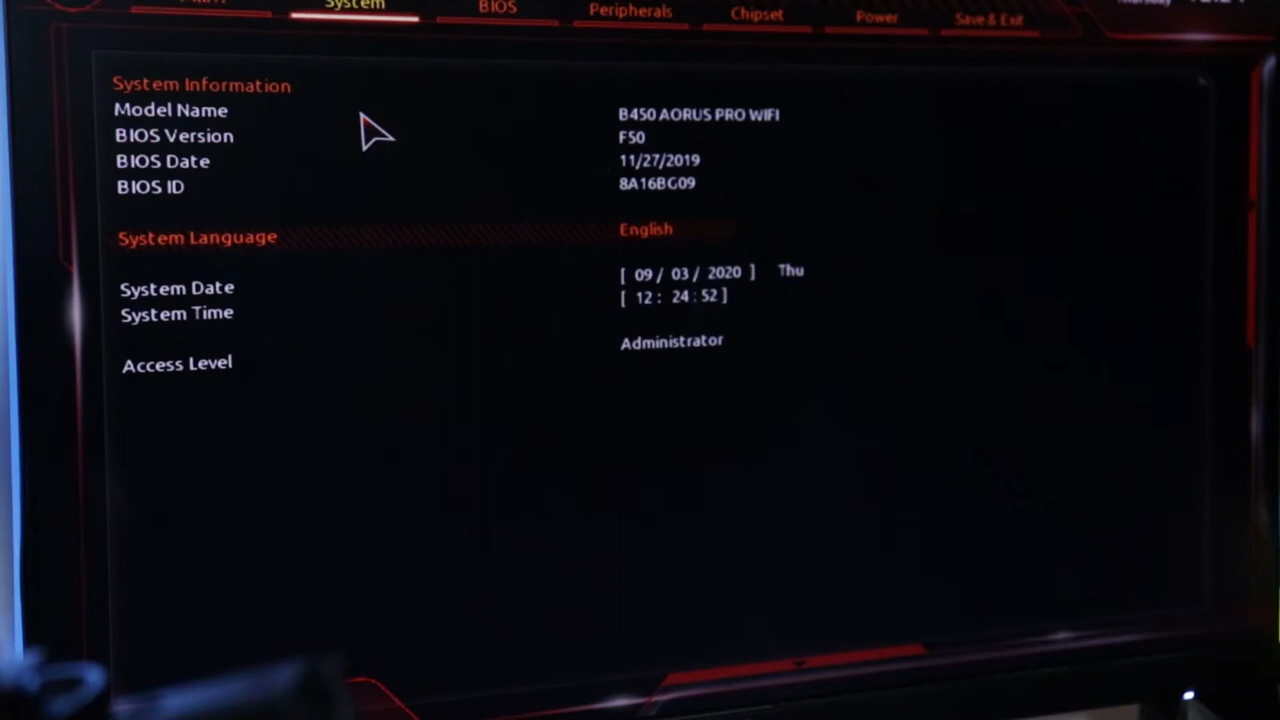 System BIOS Peripherals Chipset Power Save & Exit
System Information
Model Name B450 AORUS PRO WIFI
BIOS Version F50
BIOS Date 11/27/2019
BIOS ID 8A16BG09
System Language English
System Date [ 09 / 03 / 2020 ] Thu
System Time [ 12 : 24 : 52 ]
Access Level Administrator